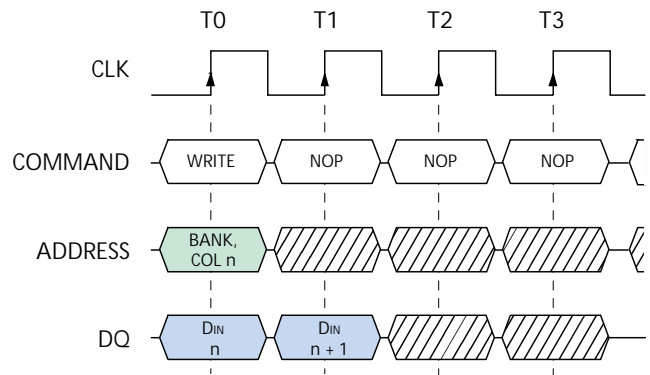 T0 T1 T2 T3
CLK
COMMAND WRITE NOP NOP NOP
ADDRESS BANK,
COL n
DQ DIN
n DIN
n + 1